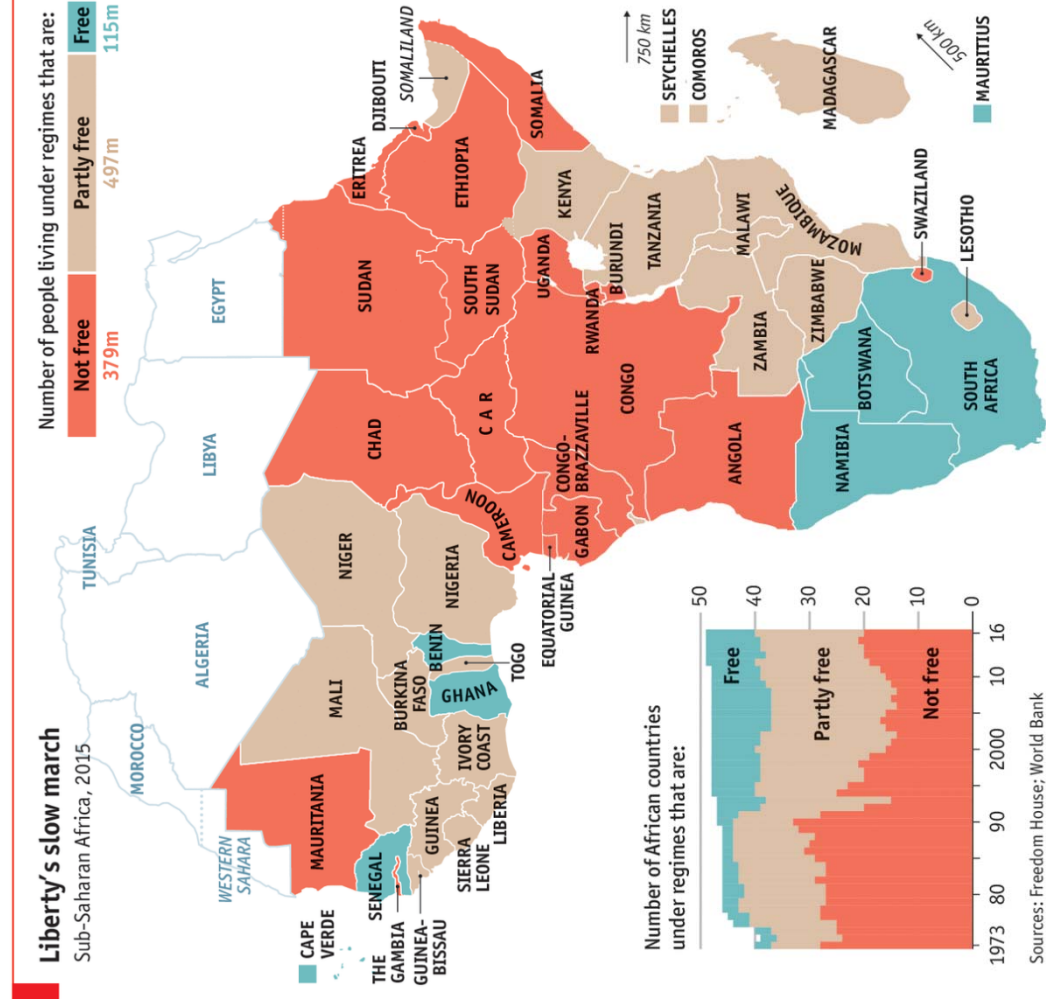 Liberty's slow march
Sub-Saharan Africa, 2015
Number of people living under regimes that are:
Not free
Partly free
Free
379m
497m
115m
TUNISIA
MOROCCO
ALGERIA
LIBYA
EGYPT
WESTERN
SAHARA
MAURITANIA
MALI
NIGER
CHAD
SUDAN
ERITREA
DJIBOUTI
SOMALILAND
CAPE
VERDE
SENEGAL
THE
GAMBIA
GUINEA-
BISSAU
GUINEA
SIERRA
LEONE
LIBERIA
IVORY
COAST
BURKINA
FASO
GHANA
BENIN
TOGO
NIGERIA
CAMEROON
C A R
SOUTH
SUDAN
ETHIOPIA
SOMALIA
EQUATORIAL
GUINEA
GABON
CONGO-
BRAZZAVILLE
CONGO
UGANDA
RWANDA
BURUNDI
KENYA
TANZANIA
ANGOLA
ZAMBIA
MALAWI
MOZAMBIQUE
ZIMBABWE
NAMIBIA
BOTSWANA
SOUTH
AFRICA
SWAZILAND
LESOTHO
750 km
SEYCHELLES
COMOROS
MADAGASCAR
500 km
MAURITIUS
Number of African countries
under regimes that are:
50
40
30
20
10
0
Free
Partly free
Not free
1973
80
90
2000
10
16
Sources: Freedom House; World Bank